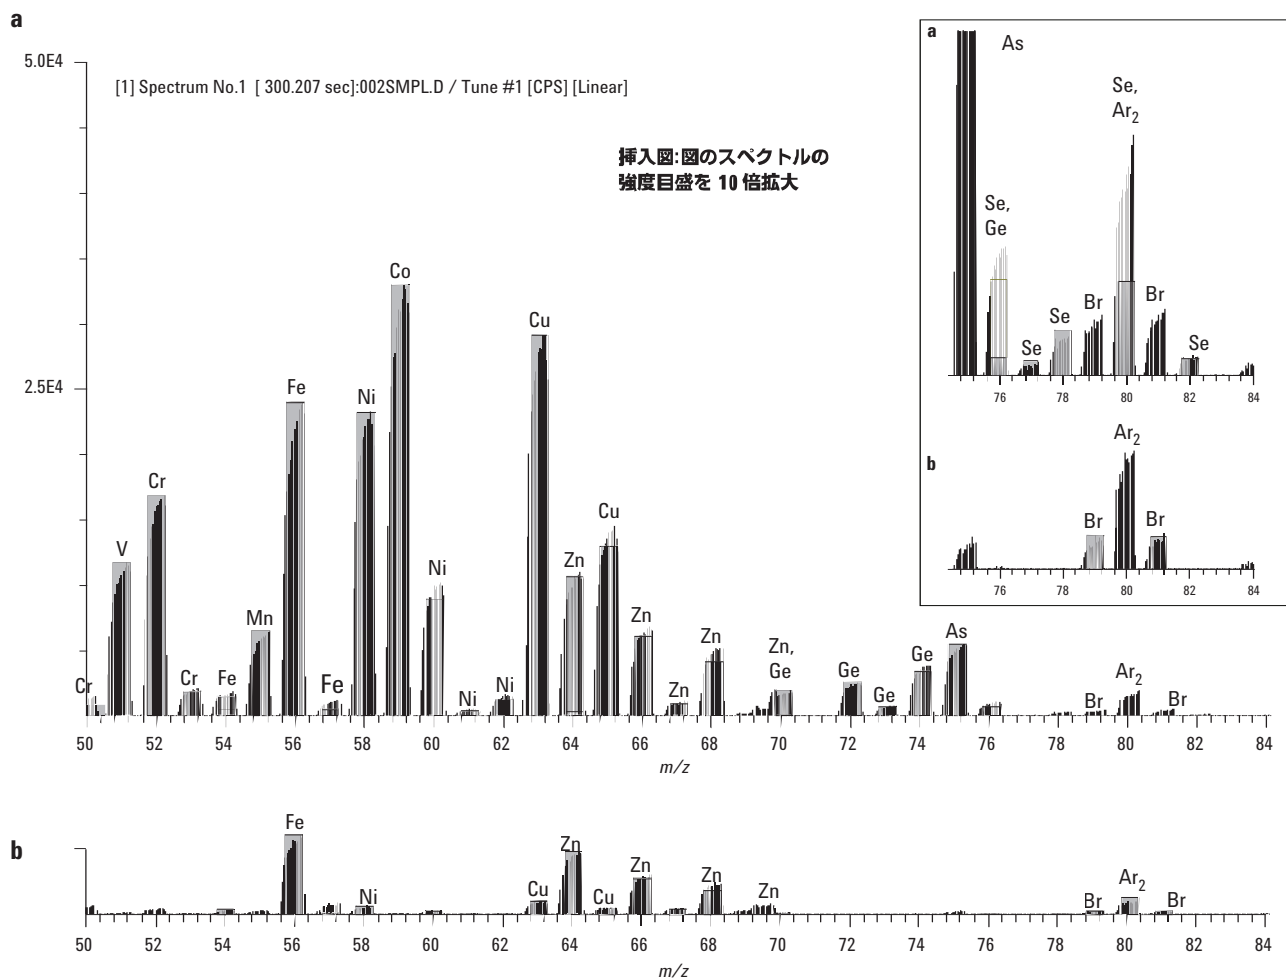 a
5.0E4
[1] Spectrum No.1 [ 300.207 sec]:002SMPL.D / Tune #1 [CPS] [Linear]
挿入図:図のスペクトルの
強度目盛を 10 倍拡大
2.5E4
Cr
V
Cr
Cr
Fe
Mn
Fe
Fe
Ni
Co
Ni
Ni
Ni
Cu
Zn
Cu
Zn
Zn
Zn
Zn,
Ge
Ge
Ge
Ge
As
Br
Ar2
Br
50 52 54 56 58 60 62 64 66 68 70 72 74 76 78 80 82 84
m/z
a
As
Se,
Ge
Se
Se
Br
Se,
Ar2
Br
Se
76 78 80 82 84
b
Br
Ar2
Br
76 78 80 82 84
b
Fe
Ni
Cu
Zn
Cu
Zn
Zn
Zn
Br
Ar2
Br
50 52 54 56 58 60 62 64 66 68 70 72 74 76 78 80 82 84
m/z